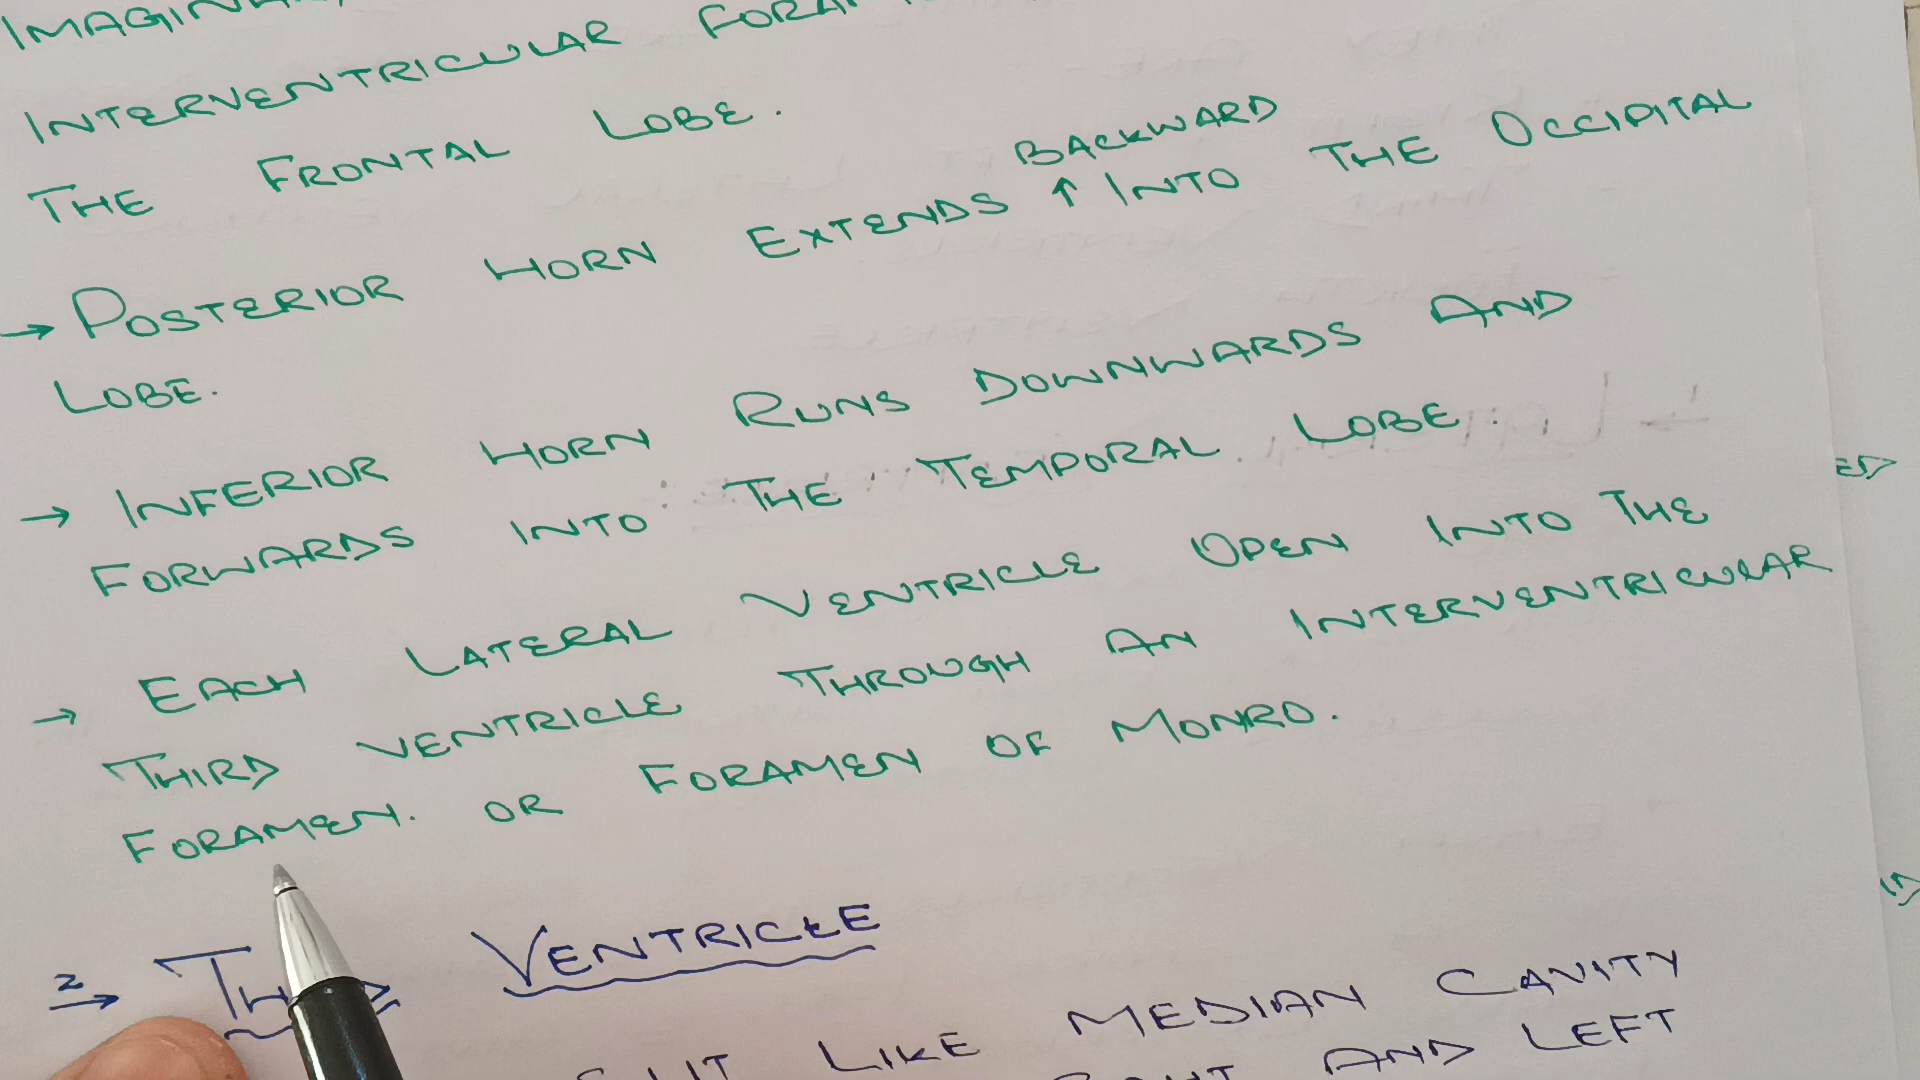 INTERVENTRICULAR
THE FRONTAL LOBE.
BACKWARD
→ POSTERIOR HORN EXTENDS ↑ INTO THE OCCIPITAL
LOBE.
→ INFERIOR HORN RUNS DOWNWARDS AND
FORWARDS INTO THE TEMPORAL LOBE.
→ EACH LATERAL VENTRICLE OPEN INTO THE
THIRD VENTRICLE THROUGH AN INTERVENTRICULAR
FORAMEN. OR FORAMEN OF MONRO.
2 → VENTRICLE
LIKE MEDIAN CAVITY
AND LEFT